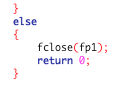 }
else
{
    fclose(fp1);
    return 0;
}